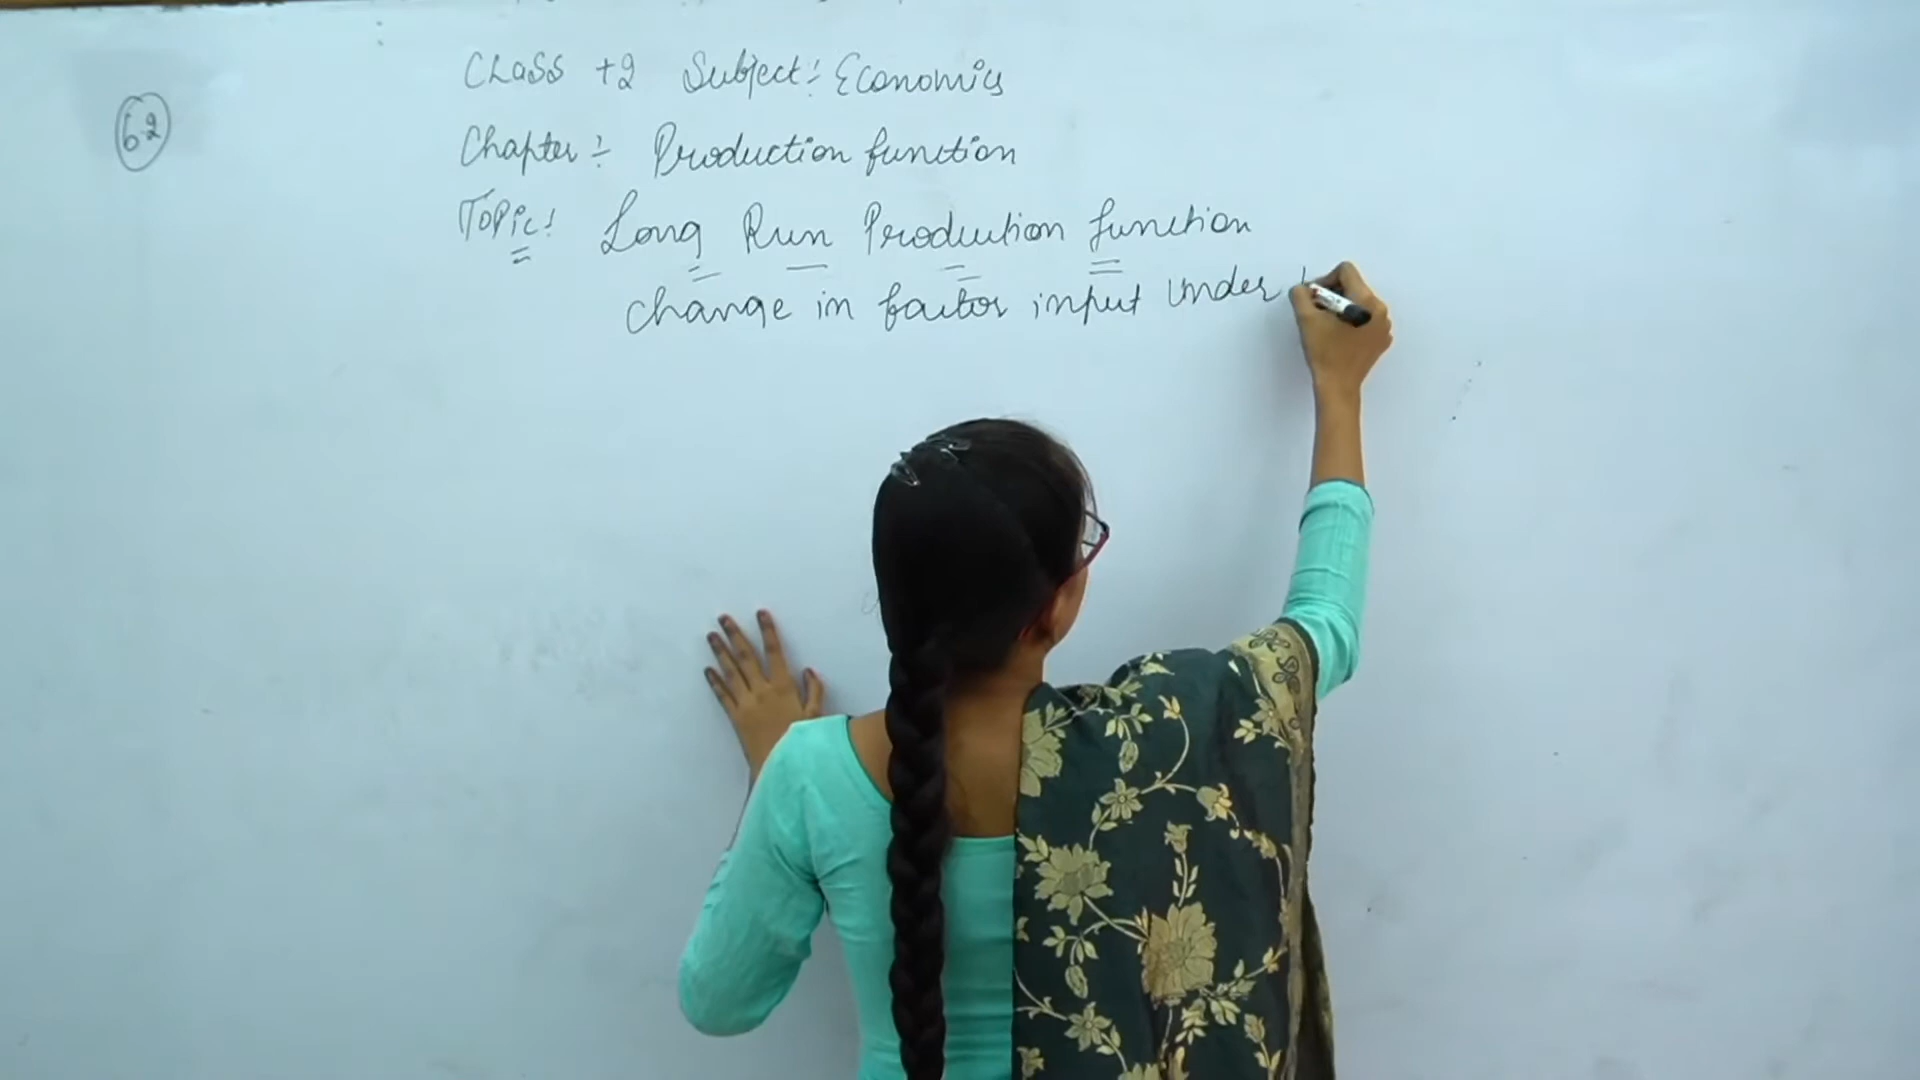 62
Class +2 Subject:- Economics
Chapter:- Production function
Topic: Long Run Production function
change in factor input under